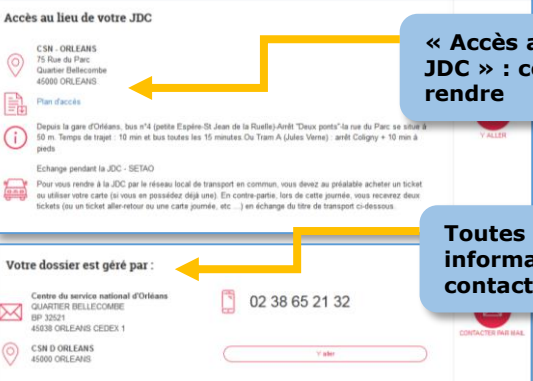 Accès au lieu de votre JDC
CSN - ORLEANS
75 Rue du Parc
Quartier Bellecombe
45000 ORLEANS
Plan d'accès
Depuis la gare d'Orléans, bus n°4 (petite Espère-St Jean de la Ruelle)-Arrêt "Deux ponts"-la rue du Parc se situe à
50 m. Temps de trajet : 10 min et bus toutes les 15 minutes Ou Tram A (Jules Verne) : arrêt Coligny + 10 min à
pieds
Echange pendant la JDC - SETAO
Pour vous rendre à la JDC par le réseau local de transport en commun, vous devez au préalable acheter un ticket
ou utiliser votre carte (si vous en possédez déjà une). En contre-partie, lors de cette journée, vous recevrez deux
tickets (ou un ticket aller-retour ou une carte journée, etc ...) en échange du titre de transport ci-dessous.
« Accès a
JDC » : co
rendre
Y ALLER
Votre dossier est géré par :
Centre du service national d'Orléans
QUARTIER BELLECOMBE
BP 32521
45038 ORLEANS CEDEX 1
CSN D ORLEANS
45000 ORLEANS
02 38 65 21 32
Y aller
Toutes
informa
contact
CONTACTER PAR MAIL